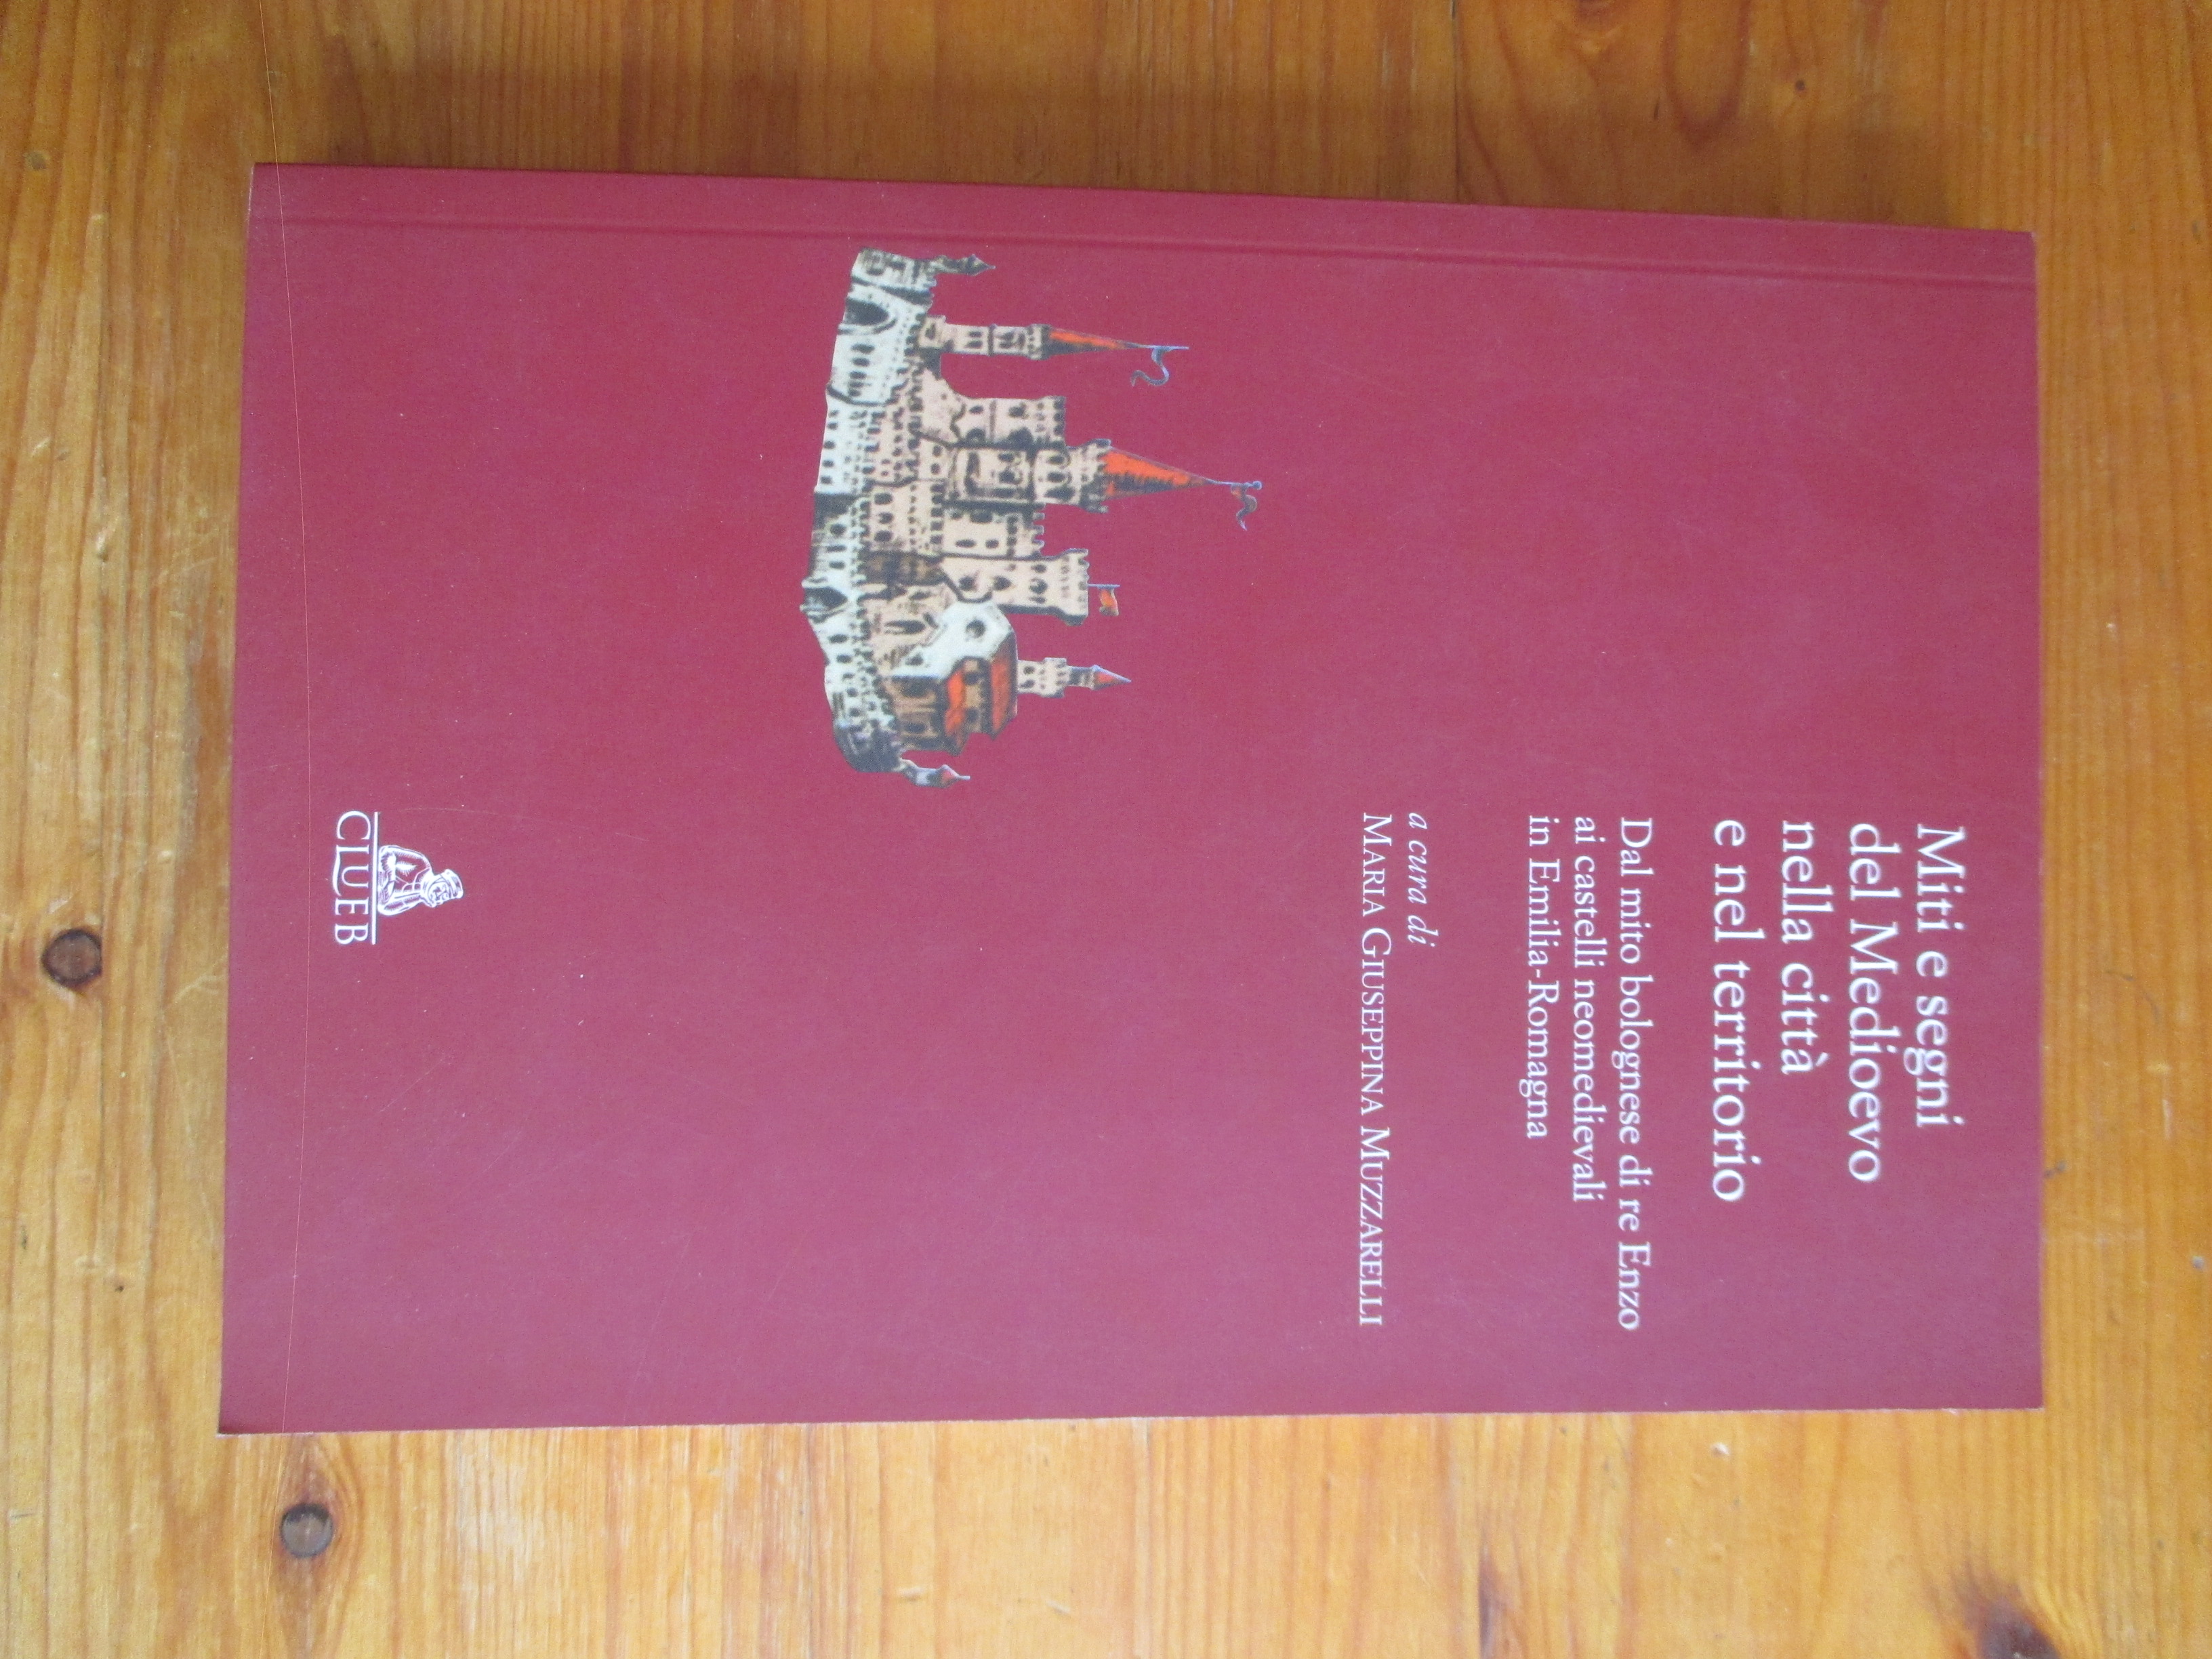 Miti e segni
del Medioevo
nella città
e nel territorio
Dal mito bolognese di re Enzo
ai castelli neomedievali
in Emilia-Romagna
a cura di
MARIA GIUSEPPINA MUZZARELLI
CLUEB